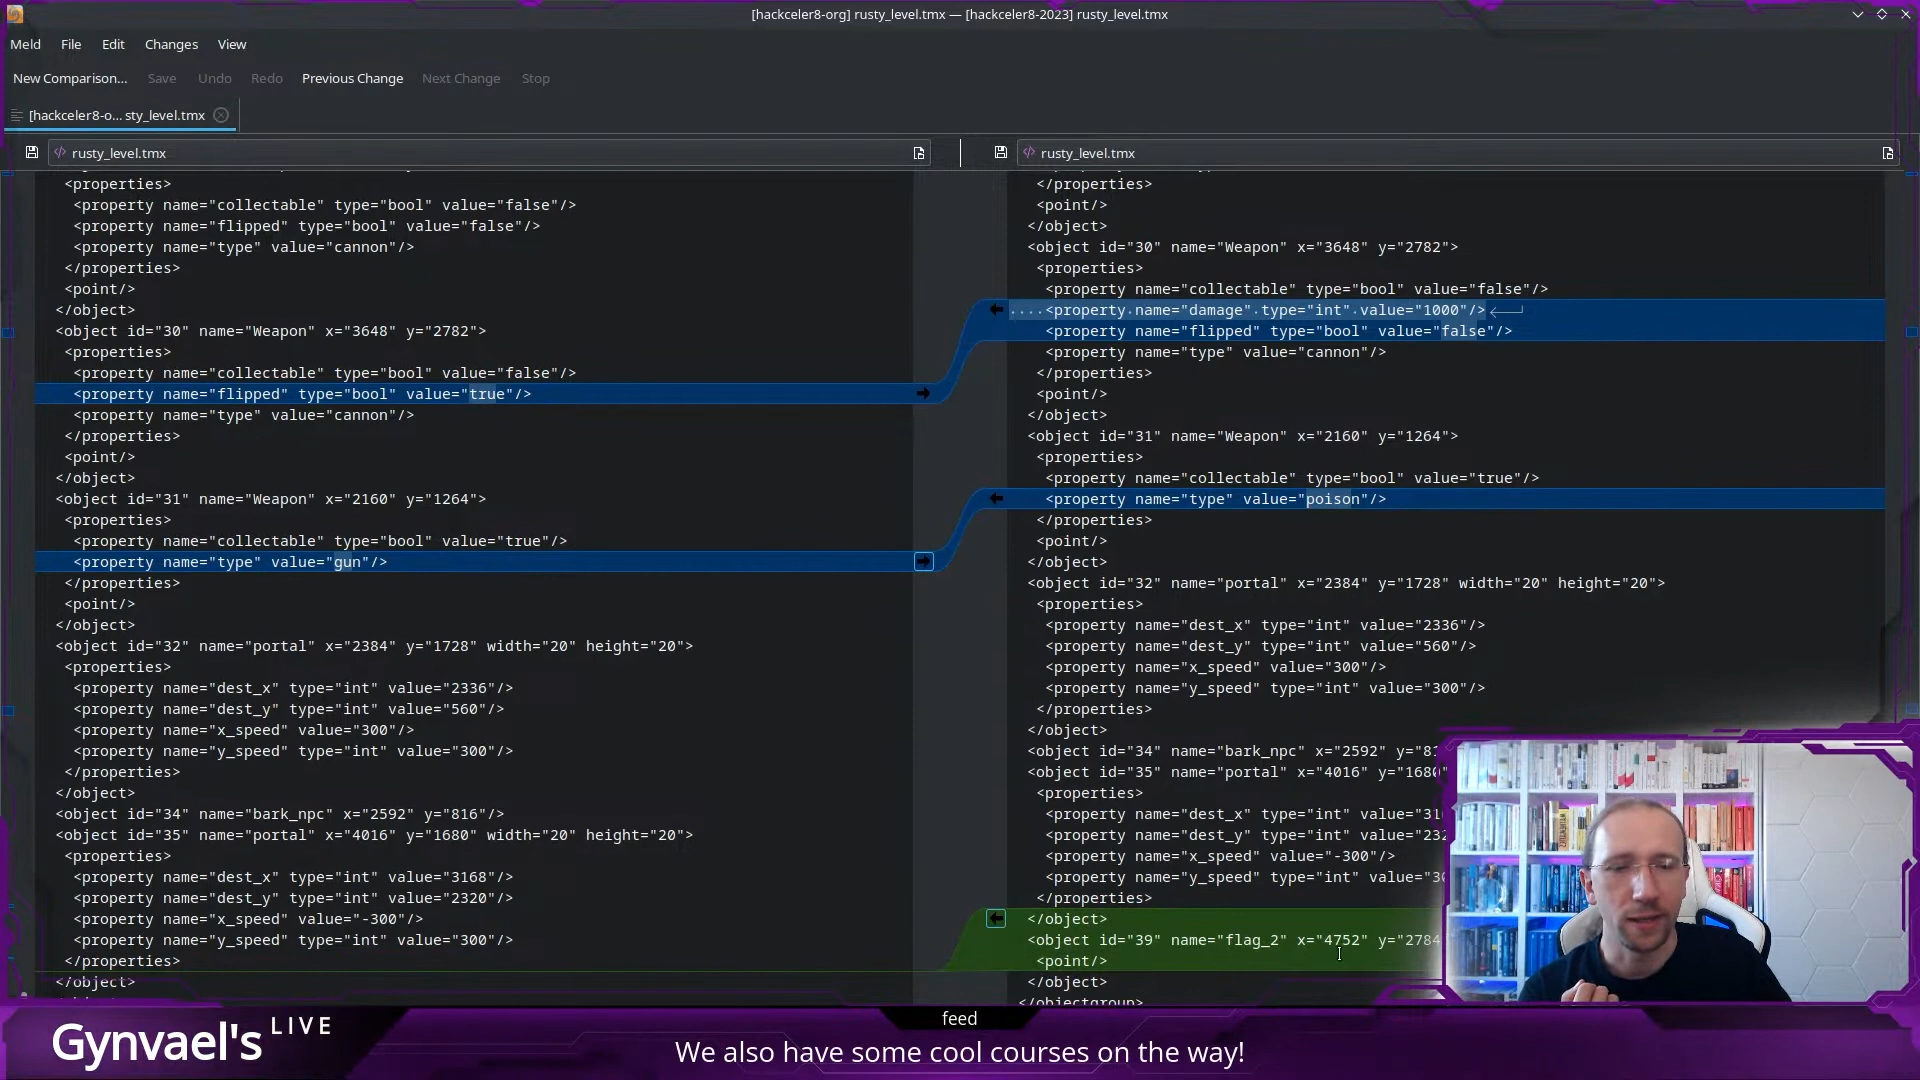 [hackceler8-org] rusty_level.tmx — [hackceler8-2023] rusty_level.tmx
Meld File Edit Changes View
New Comparison... Save Undo Redo Previous Change Next Change Stop
[hackceler8-o... sty_level.tmx
rusty_level.tmx
<properties>
<property name="collectable" type="bool" value="false"/>
<property name="flipped" type="bool" value="false"/>
<property name="type" value="cannon"/>
</properties>
<point/>
</object>
<object id="30" name="Weapon" x="3648" y="2782">
<properties>
<property name="collectable" type="bool" value="false"/>
<property name="flipped" type="bool" value="true"/>
<property name="type" value="cannon"/>
</properties>
<point/>
</object>
<object id="31" name="Weapon" x="2160" y="1264">
<properties>
<property name="collectable" type="bool" value="true"/>
<property name="type" value="gun"/>
</properties>
<point/>
</object>
<object id="32" name="portal" x="2384" y="1728" width="20" height="20">
<properties>
<property name="dest_x" type="int" value="2336"/>
<property name="dest_y" type="int" value="560"/>
<property name="x_speed" value="300"/>
<property name="y_speed" type="int" value="300"/>
</properties>
</object>
<object id="34" name="bark_npc" x="2592" y="816"/>
<object id="35" name="portal" x="4016" y="1680" width="20" height="20">
<properties>
<property name="dest_x" type="int" value="3168"/>
<property name="dest_y" type="int" value="2320"/>
<property name="x_speed" value="-300"/>
<property name="y_speed" type="int" value="300"/>
</properties>
</object>
rusty_level.tmx
</properties>
<point/>
</object>
<object id="30" name="Weapon" x="3648" y="2782">
<properties>
<property name="collectable" type="bool" value="false"/>
<property name="damage" type="int" value="1000"/>
<property name="flipped" type="bool" value="false"/>
<property name="type" value="cannon"/>
</properties>
<point/>
</object>
<object id="31" name="Weapon" x="2160" y="1264">
<properties>
<property name="collectable" type="bool" value="true"/>
<property name="type" value="poison"/>
</properties>
<point/>
</object>
<object id="32" name="portal" x="2384" y="1728" width="20" height="20">
<properties>
<property name="dest_x" type="int" value="2336"/>
<property name="dest_y" type="int" value="560"/>
<property name="x_speed" value="300"/>
<property name="y_speed" type="int" value="300"/>
</properties>
</object>
<object id="34" name="bark_npc" x="2592" y="81
<object id="35" name="portal" x="4016" y="1680"
<properties>
<property name="dest_x" type="int" value="31
<property name="dest_y" type="int" value="232
<property name="x_speed" value="-300"/>
<property name="y_speed" type="int" value="30
</properties>
</object>
<object id="39" name="flag_2" x="4752" y="2784
<point/>
</object>
</objectgroup>
Gynvael's LIVE
feed
We also have some cool courses on the way!